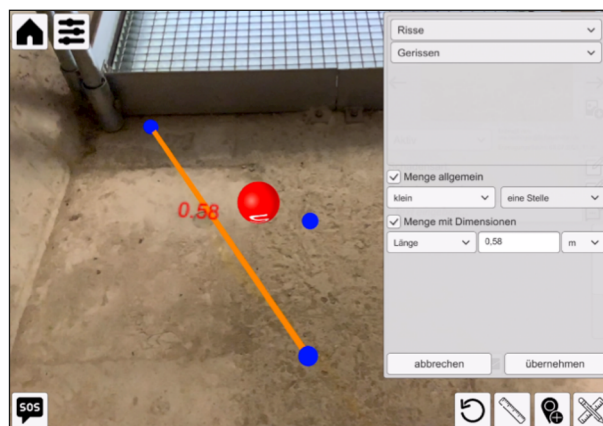 Risse
Gerissen
Menge allgemein
klein
eine Stelle
Menge mit Dimensionen
Länge
0,58
m
0.58
abbrechen
übernehmen
SOS